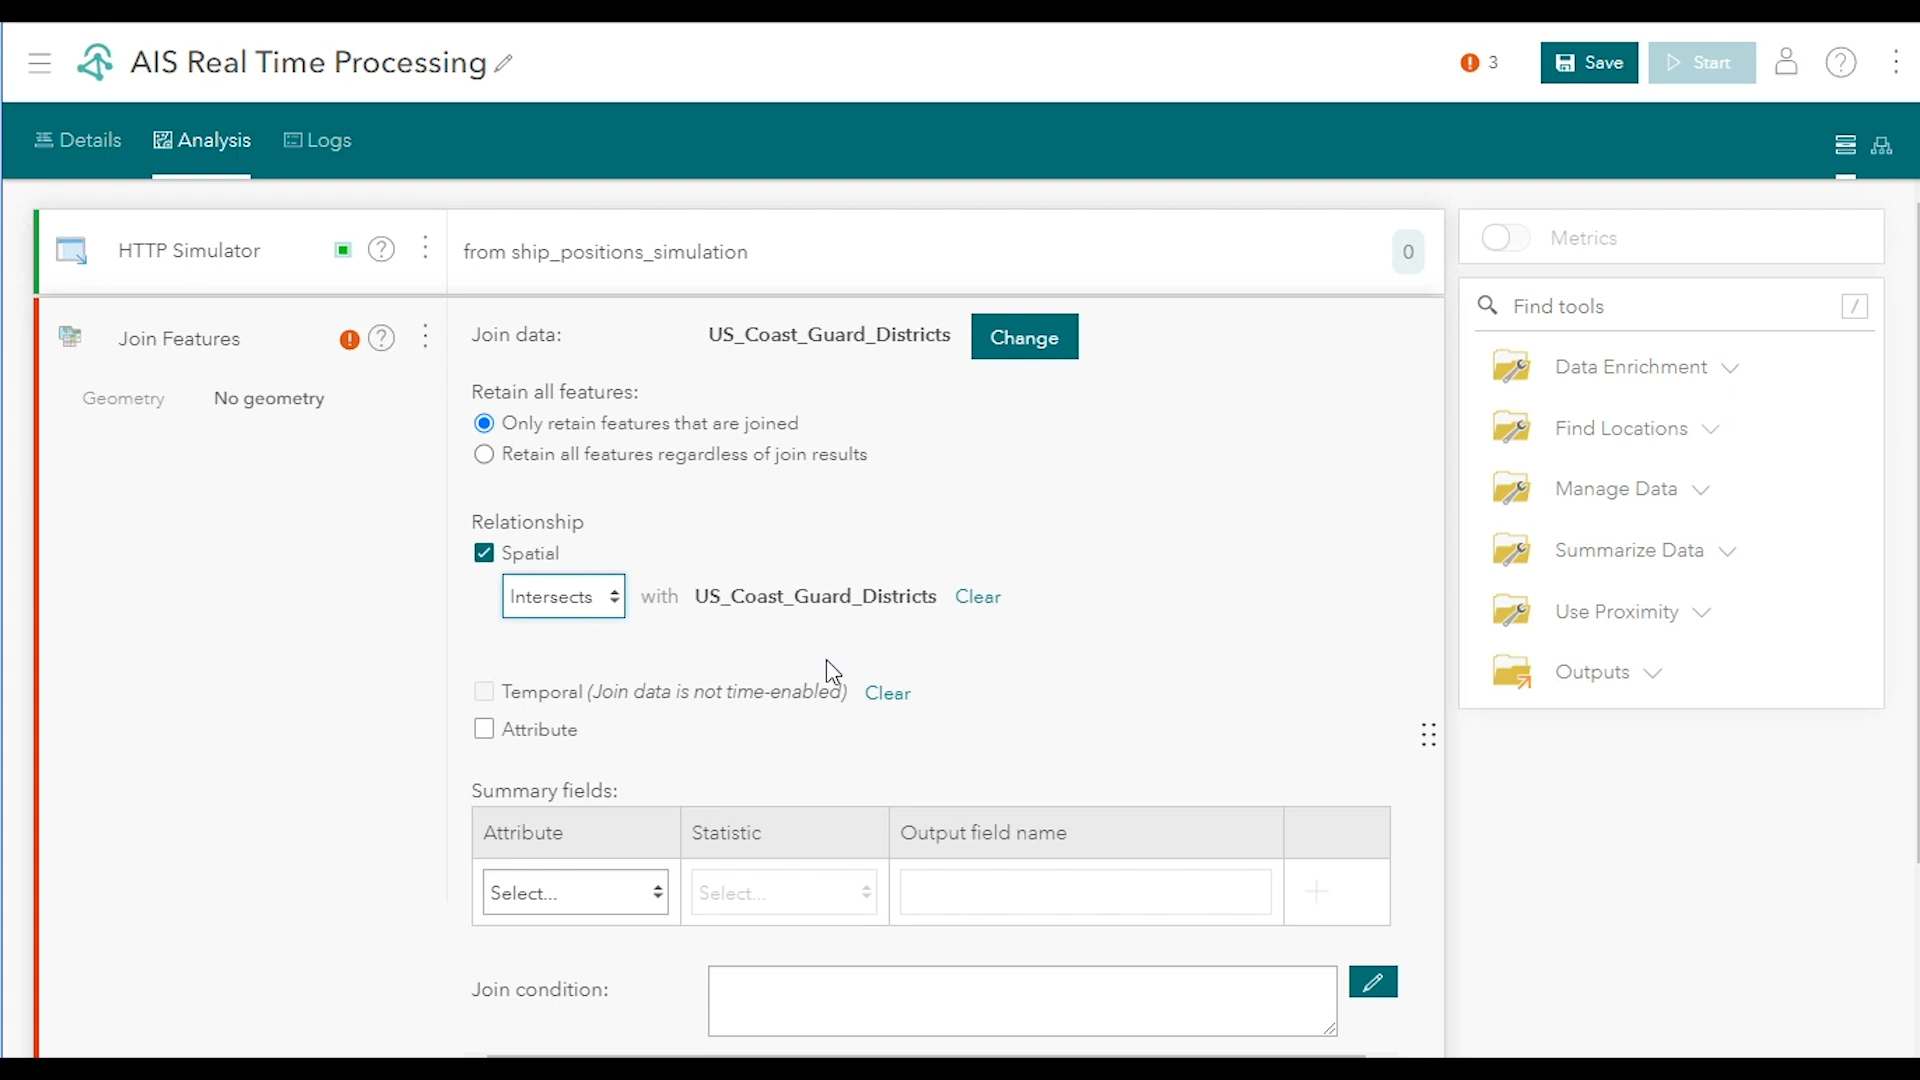 AIS Real Time Processing
3
Save
Start
Details
Analysis
Logs
HTTP Simulator
from ship_positions_simulation
0
Metrics
Join Features
Geometry
No geometry
Join data:
US_Coast_Guard_Districts
Change
Retain all features:
Only retain features that are joined
Retain all features regardless of join results
Relationship
Spatial
Intersects
with
US_Coast_Guard_Districts
Clear
Temporal (Join data is not time-enabled)
Clear
Attribute
Summary fields:
Attribute
Statistic
Output field name
Select...
Select...
Join condition:
Find tools
/
Data Enrichment
Find Locations
Manage Data
Summarize Data
Use Proximity
Outputs